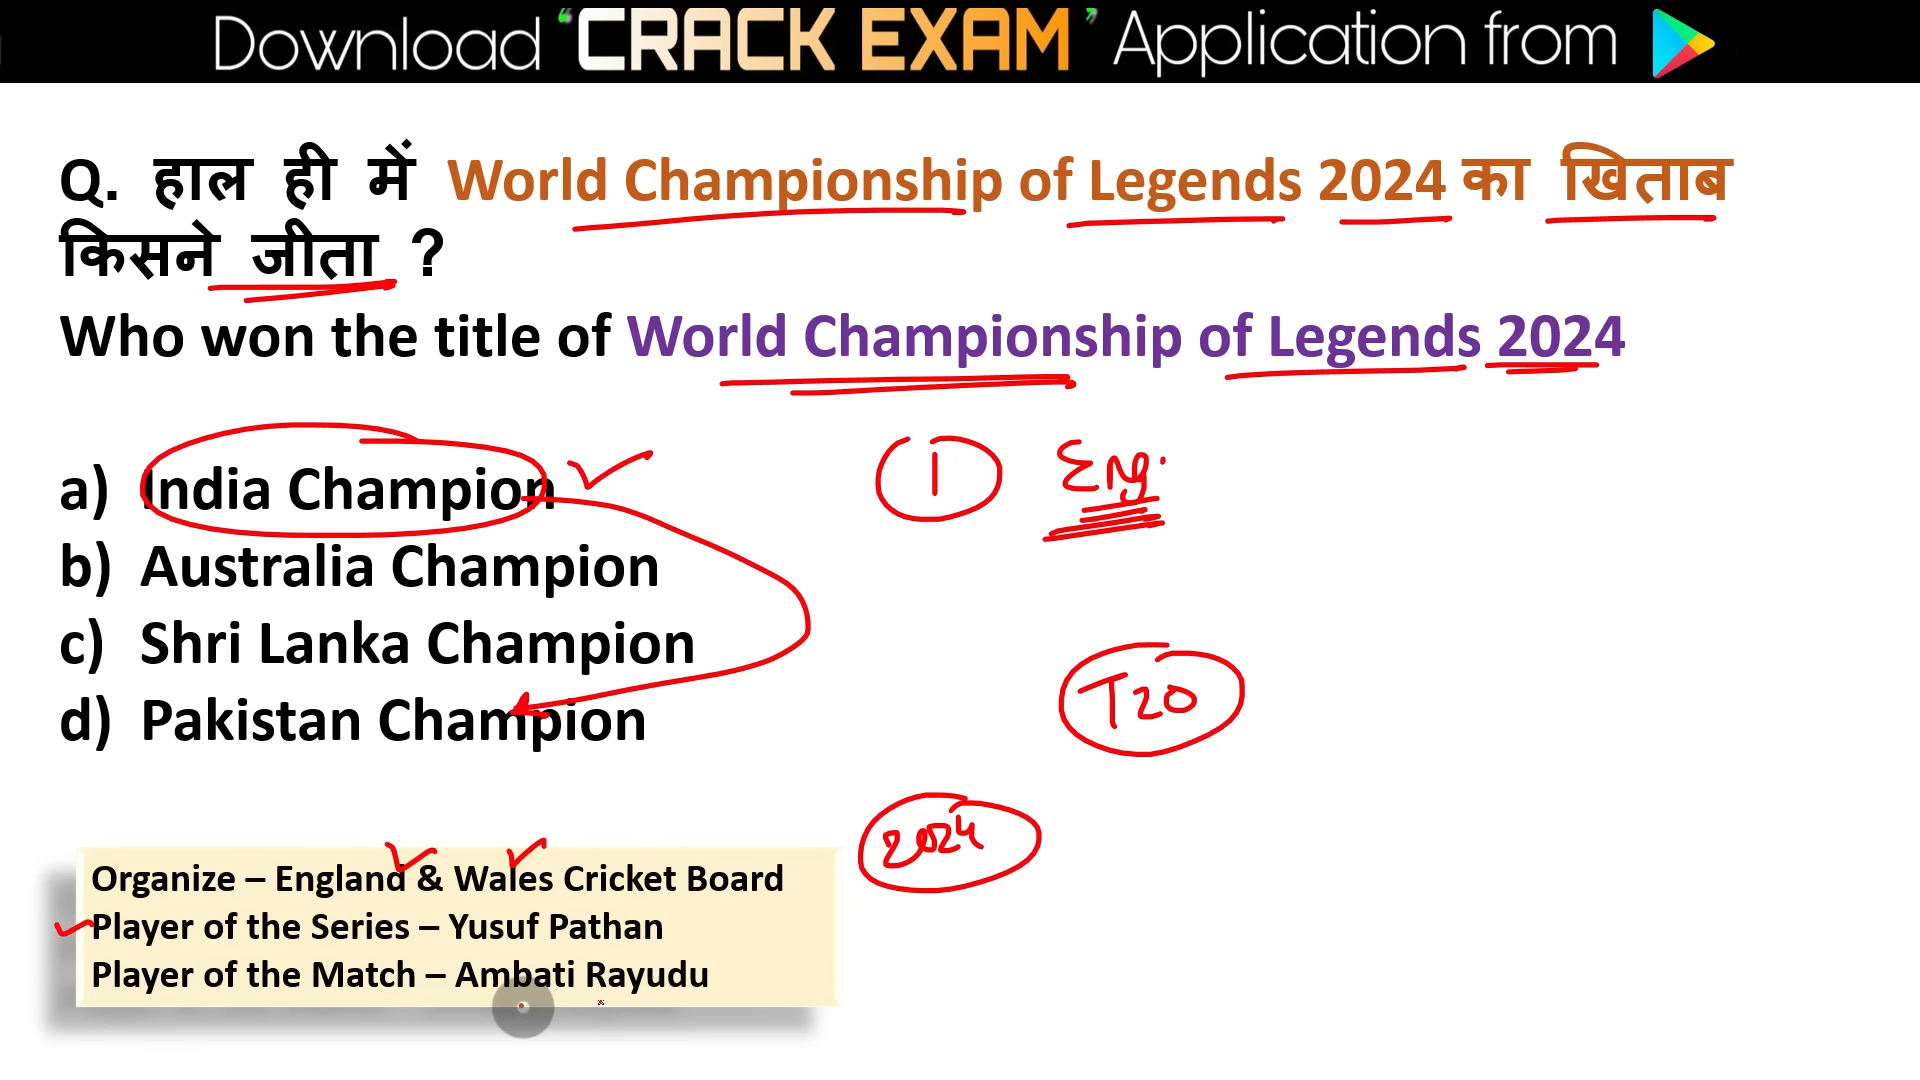 Download ‘CRACK EXAM’ Application from
Q. हाल ही में World Championship of Legends 2024 का खिताब
किसने जीता ?
Who won the title of World Championship of Legends 2024
a) India Champion
1 Eng.
b) Australia Champion
c) Shri Lanka Champion
d) Pakistan Champion
T20
2024
Organize – England & Wales Cricket Board
Player of the Series – Yusuf Pathan
Player of the Match – Ambati Rayudu